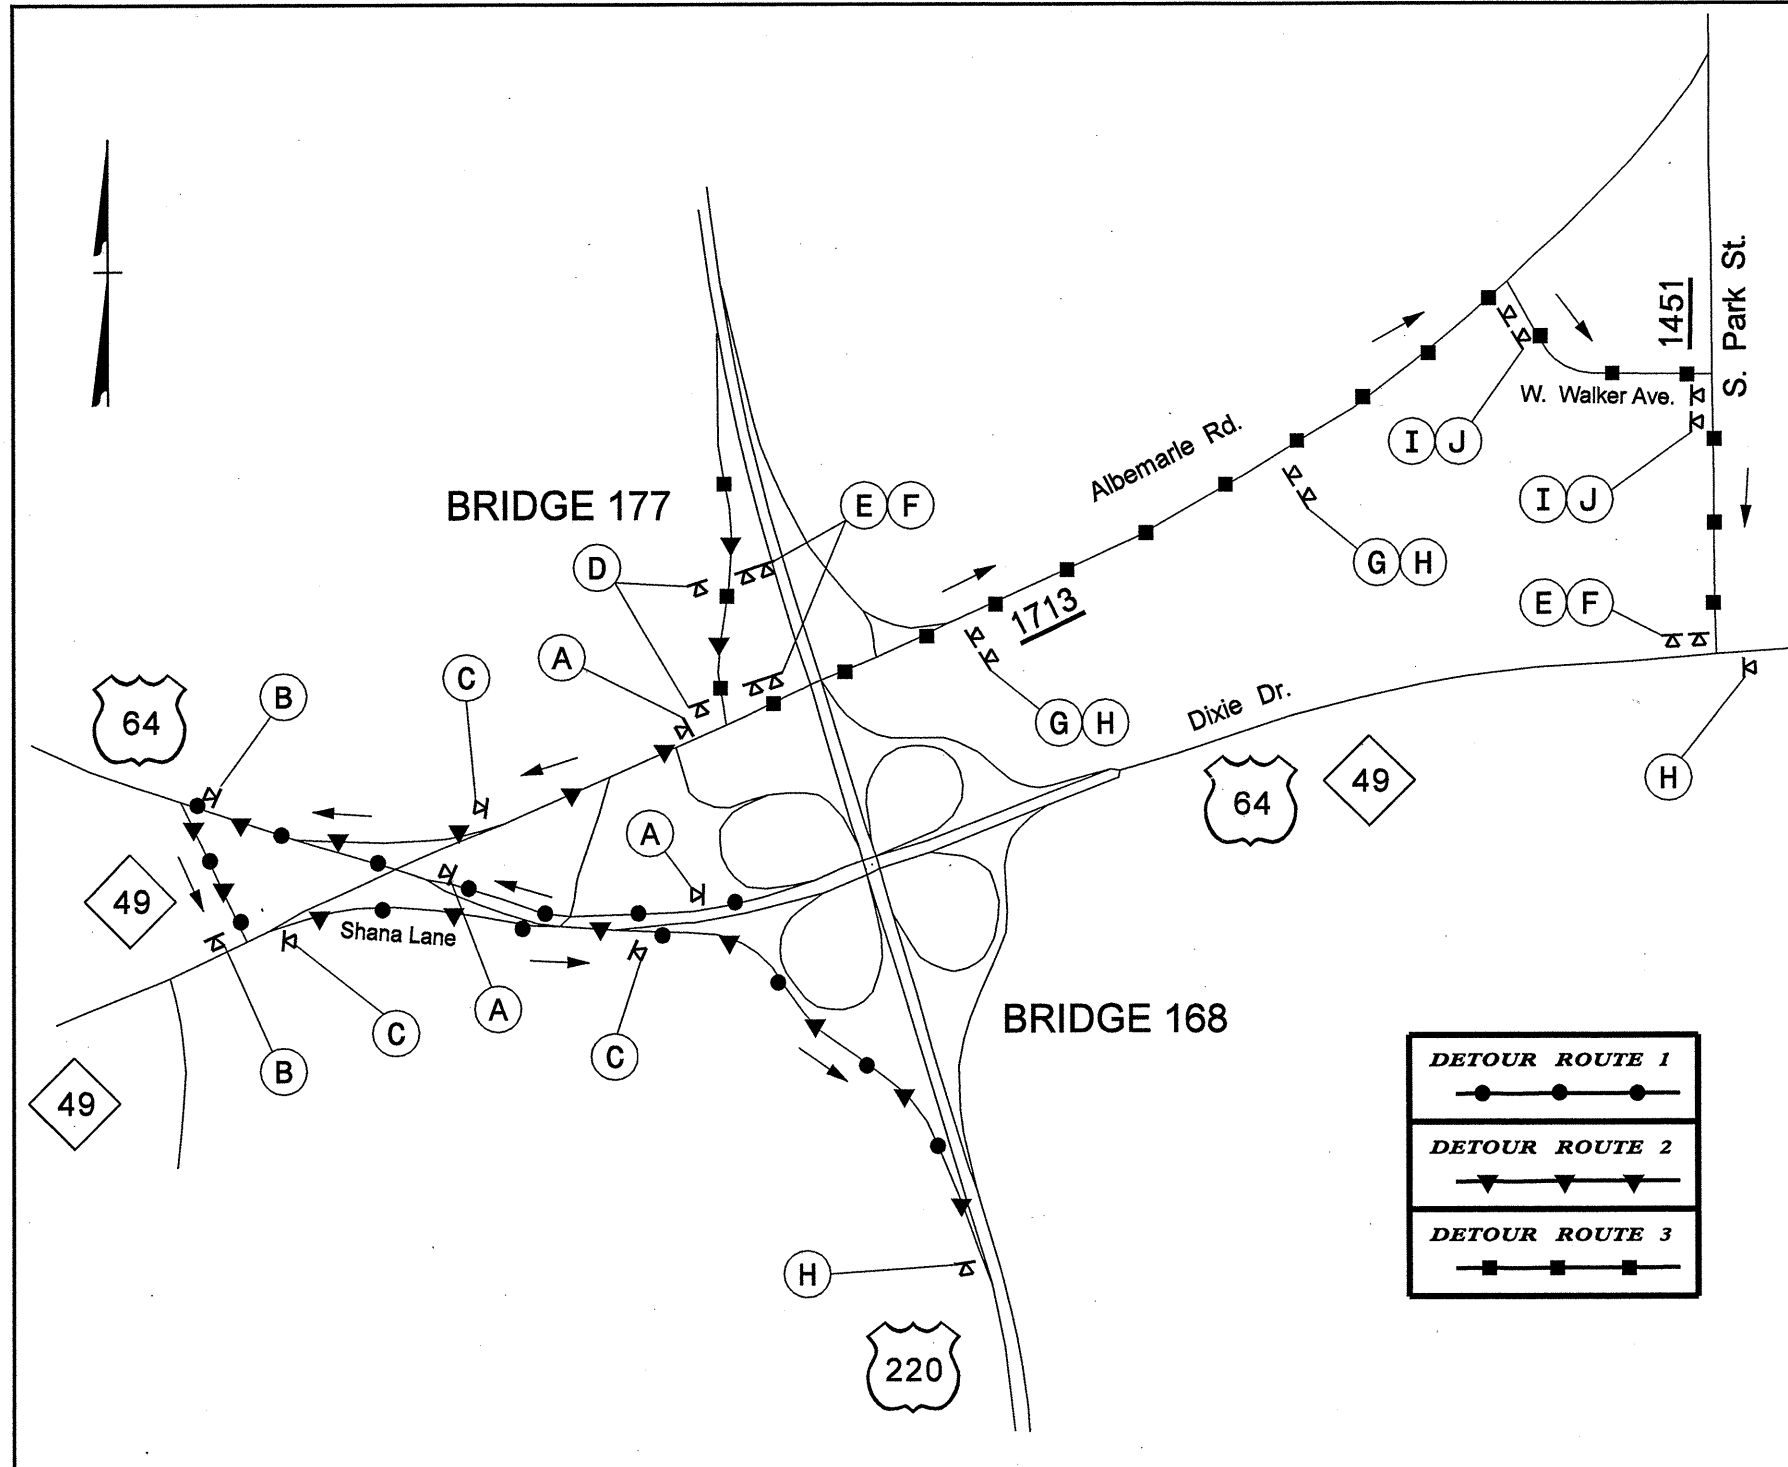 S. Park St.
1451
W. Walker Ave.
I J
Albemarle Rd.
BRIDGE 177
E F
I J
D
G H
1713
E F
A
C
B
64
G H
Dixie Dr.
64
49
H
A
49
Shana Lane
A
C
C
B
49
BRIDGE 168
DETOUR ROUTE 1
DETOUR ROUTE 2
DETOUR ROUTE 3
H
220